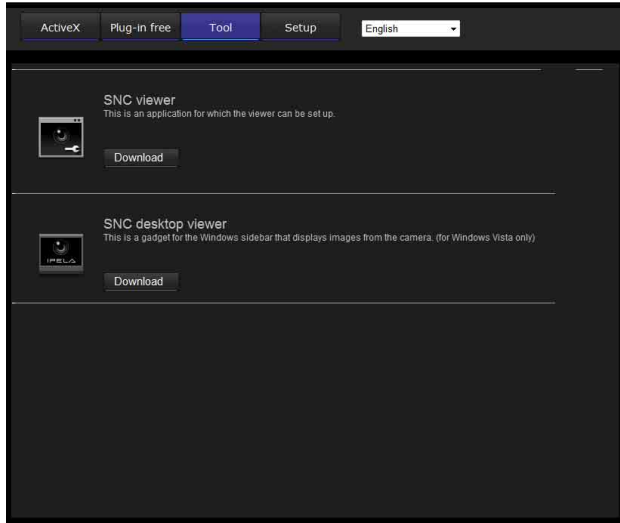 ActiveX Plug-in free Tool Setup English
SNC viewer
This is an application for which the viewer can be set up.
Download
SNC desktop viewer
This is a gadget for the Windows sidebar that displays images from the camera. (for Windows Vista only)
IPELA
Download